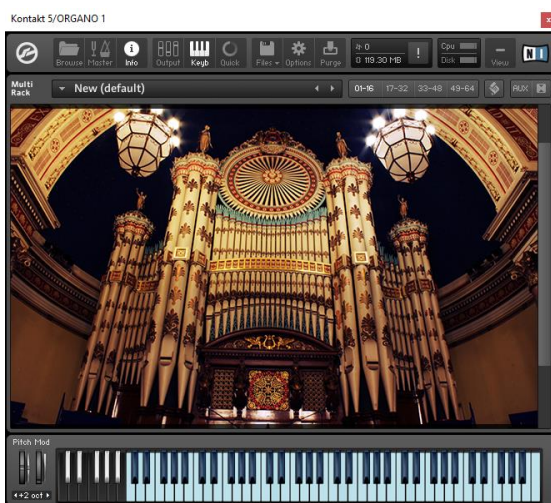 Kontakt 5/ORGANO 1
x
Browse Master Info Output Keyb Quick Files Options Purge
0
0 119.30 MB
!
Cpu
Disk
View
N I
Multi Rack
New (default)
01-16 17-32 33-48 49-64
S
AUX
Pitch Mod
+2 oct